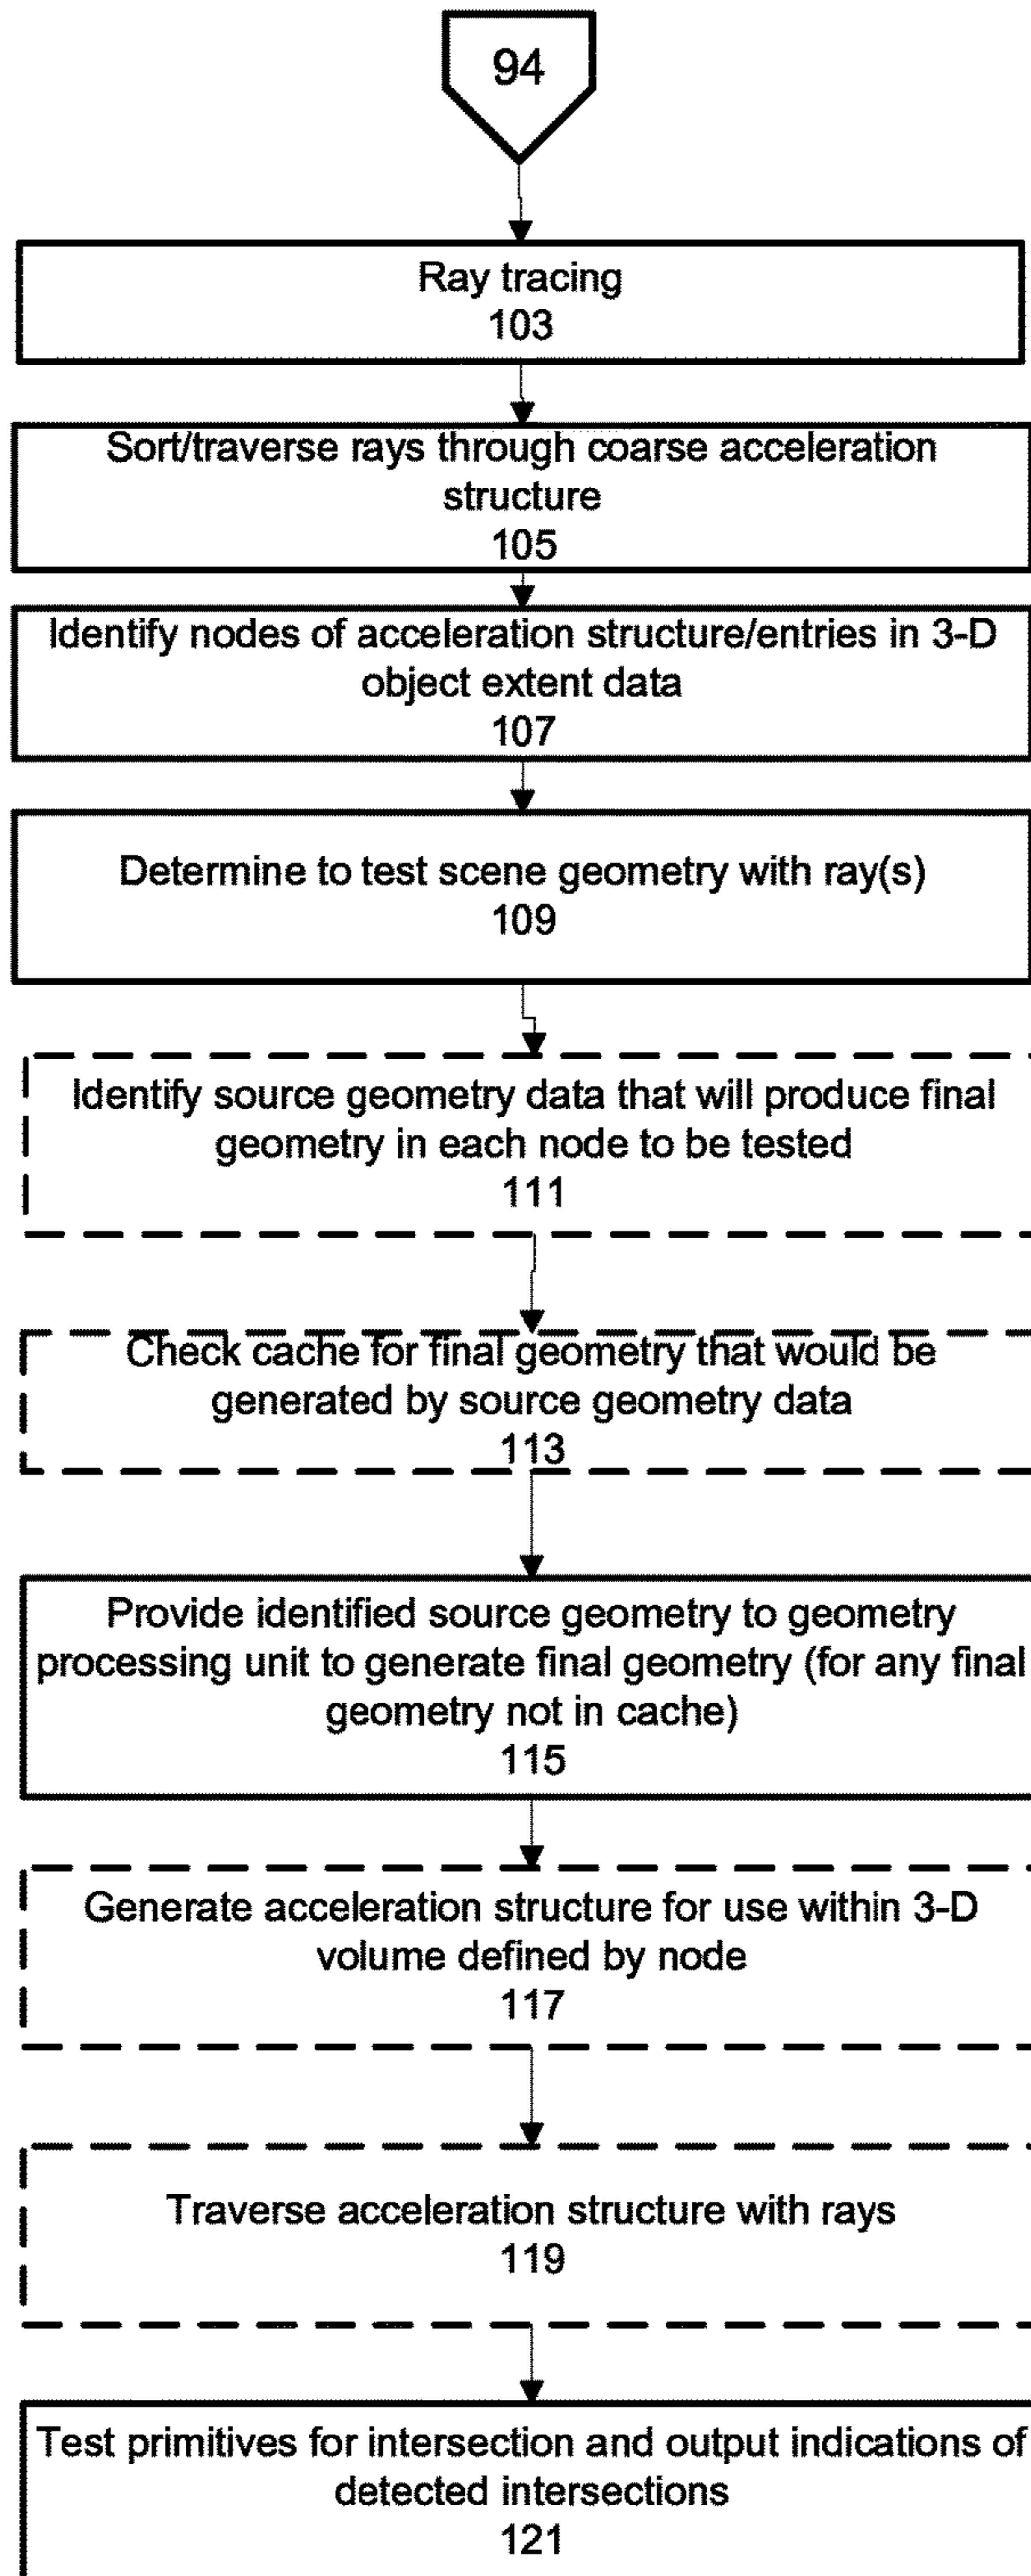 94
Ray tracing
103
Sort/traverse rays through coarse acceleration
structure
105
Identify nodes of acceleration structure/entries in 3-D
object extent data
107
Determine to test scene geometry with ray(s)
109
Identify source geometry data that will produce final
geometry in each node to be tested
111
Check cache for final geometry that would be
generated by source geometry data
113
Provide identified source geometry to geometry
processing unit to generate final geometry (for any final
geometry not in cache)
115
Generate acceleration structure for use within 3-D
volume defined by node
117
Traverse acceleration structure with rays
119
Test primitives for intersection and output indications of
detected intersections
121